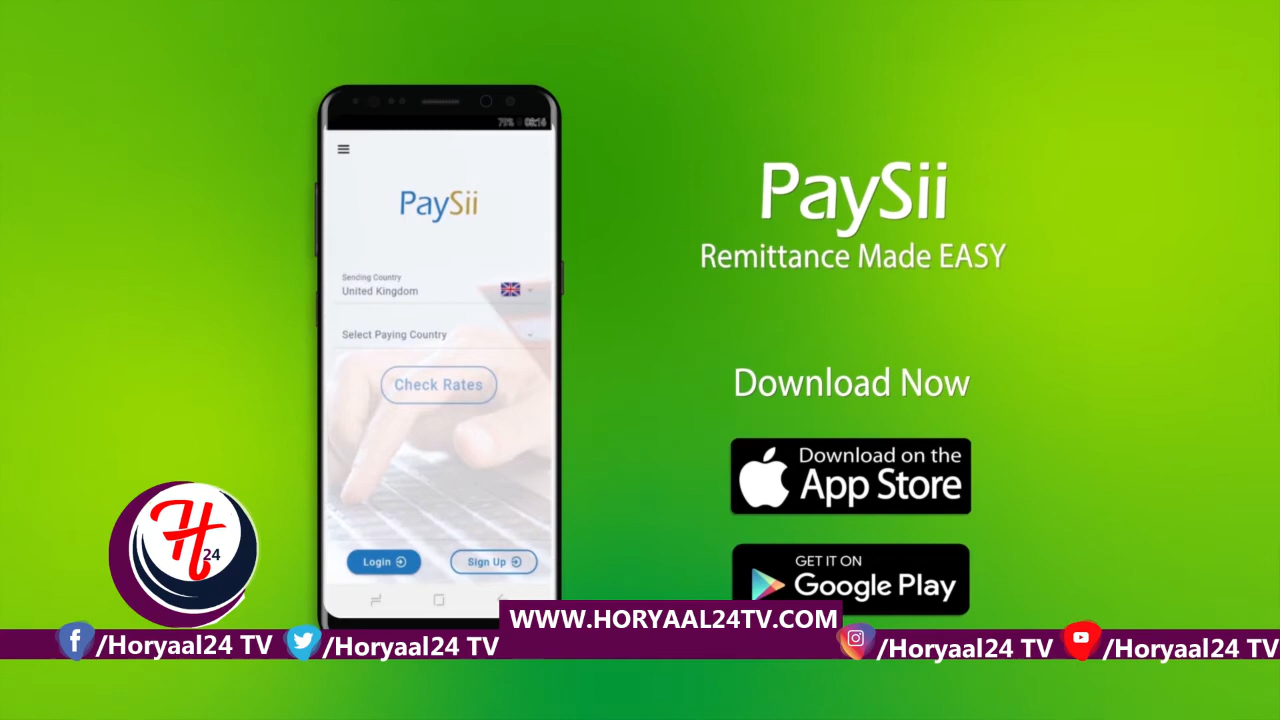 79% 08:16
PaySii
Sending Country
United Kingdom
Select Paying Country
Check Rates
Login
Sign Up
PaySii
Remittance Made EASY
Download Now
Download on the
App Store
GET IT ON
Google Play
H
24
WWW.HORYAAL24TV.COM
/Horyaal24 TV
/Horyaal24 TV
/Horyaal24 TV
/Horyaal24 TV